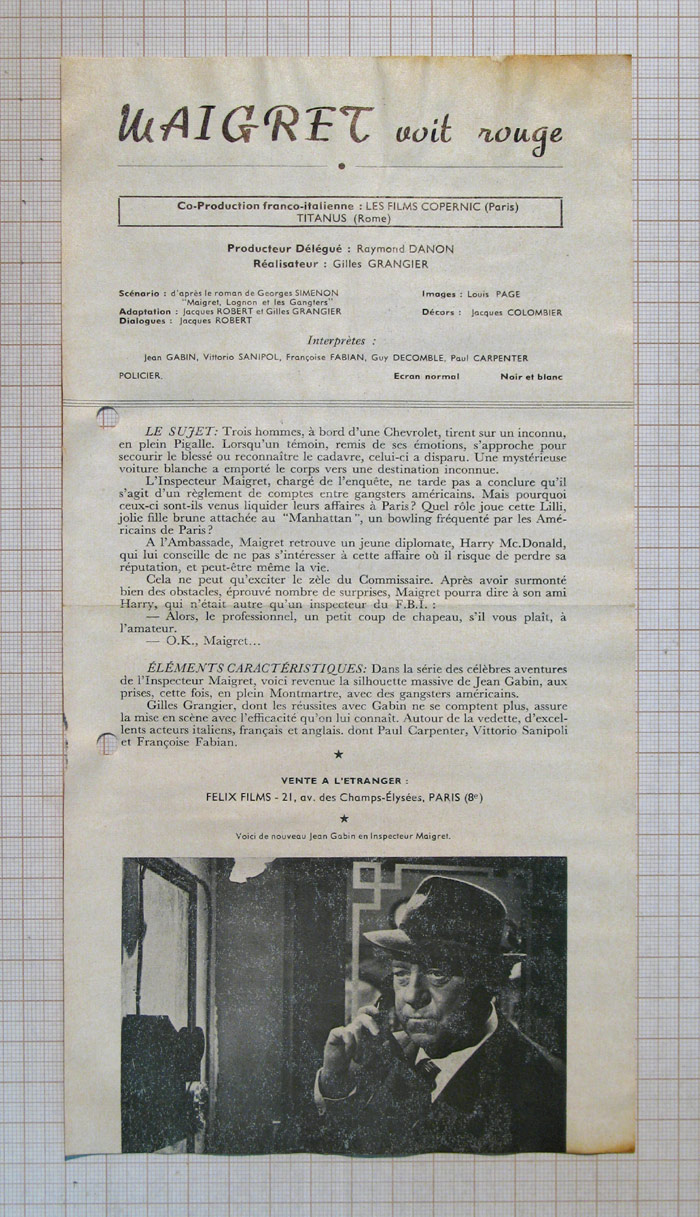 MAIGRET voit rouge
Co-Production franco-italienne : LES FILMS COPERNIC (Paris)
TITANUS (Rome)
Producteur Délégué : Raymond DANON
Réalisateur : Gilles GRANGIER
Scénario : d'après le roman de Georges SIMENON
"Maigret, Lognon et les Gangters"
Adaptation : Jacques ROBERT et Gilles GRANGIER
Dialogues : Jacques ROBERT
Images : Louis PAGE
Décors : Jacques COLOMBIER
Interprètes :
Jean GABIN, Vittorio SANIPOL, Françoise FABIAN, Guy DECOMBLE, Paul CARPENTER
POLICIER. Ecran normal Noir et blanc
LE SUJET: Trois hommes, à bord d'une Chevrolet, tirent sur un inconnu,
en plein Pigalle. Lorsqu'un témoin, remis de ses émotions, s'approche pour
secourir le blessé ou reconnaître le cadavre, celui-ci a disparu. Une mystérieuse
voiture blanche a emporté le corps vers une destination inconnue.
L'Inspecteur Maigret, chargé de l'enquête, ne tarde pas a conclure qu'il
s'agit d'un règlement de comptes entre gangsters américains. Mais pourquoi
ceux-ci sont-ils venus liquider leurs affaires à Paris? Quel rôle joue cette Lilli,
jolie fille brune attachée au "Manhattan", un bowling fréquenté par les Amé-
ricains de Paris?
A l'Ambassade, Maigret retrouve un jeune diplomate, Harry Mc.Donald,
qui lui conseille de ne pas s'intéresser à cette affaire où il risque de perdre sa
réputation, et peut-être même la vie.
Cela ne peut qu'exciter le zèle du Commissaire. Après avoir surmonté
bien des obstacles, éprouvé nombre de surprises, Maigret pourra dire à son ami
Harry, qui n'était autre qu'un inspecteur du F.B.I. :
— Alors, le professionnel, un petit coup de chapeau, s'il vous plaît, à
l'amateur.
— O.K., Maigret...
ÉLÉMENTS CARACTÉRISTIQUES: Dans la série des célèbres aventures
de l'Inspecteur Maigret, voici revenue la silhouette massive de Jean Gabin, aux
prises, cette fois, en plein Montmartre, avec des gangsters américains.
Gilles Grangier, dont les réussites avec Gabin ne se comptent plus, assure
la mise en scène avec l'efficacité qu'on lui connaît. Autour de la vedette, d'excel-
lents acteurs italiens, français et anglais. dont Paul Carpenter, Vittorio Sanipoli
et Françoise Fabian.
VENTE A L'ETRANGER :
FELIX FILMS - 21, av. des Champs-Élysées, PARIS (8e)
Voici de nouveau Jean Gabin en Inspecteur Maigret.